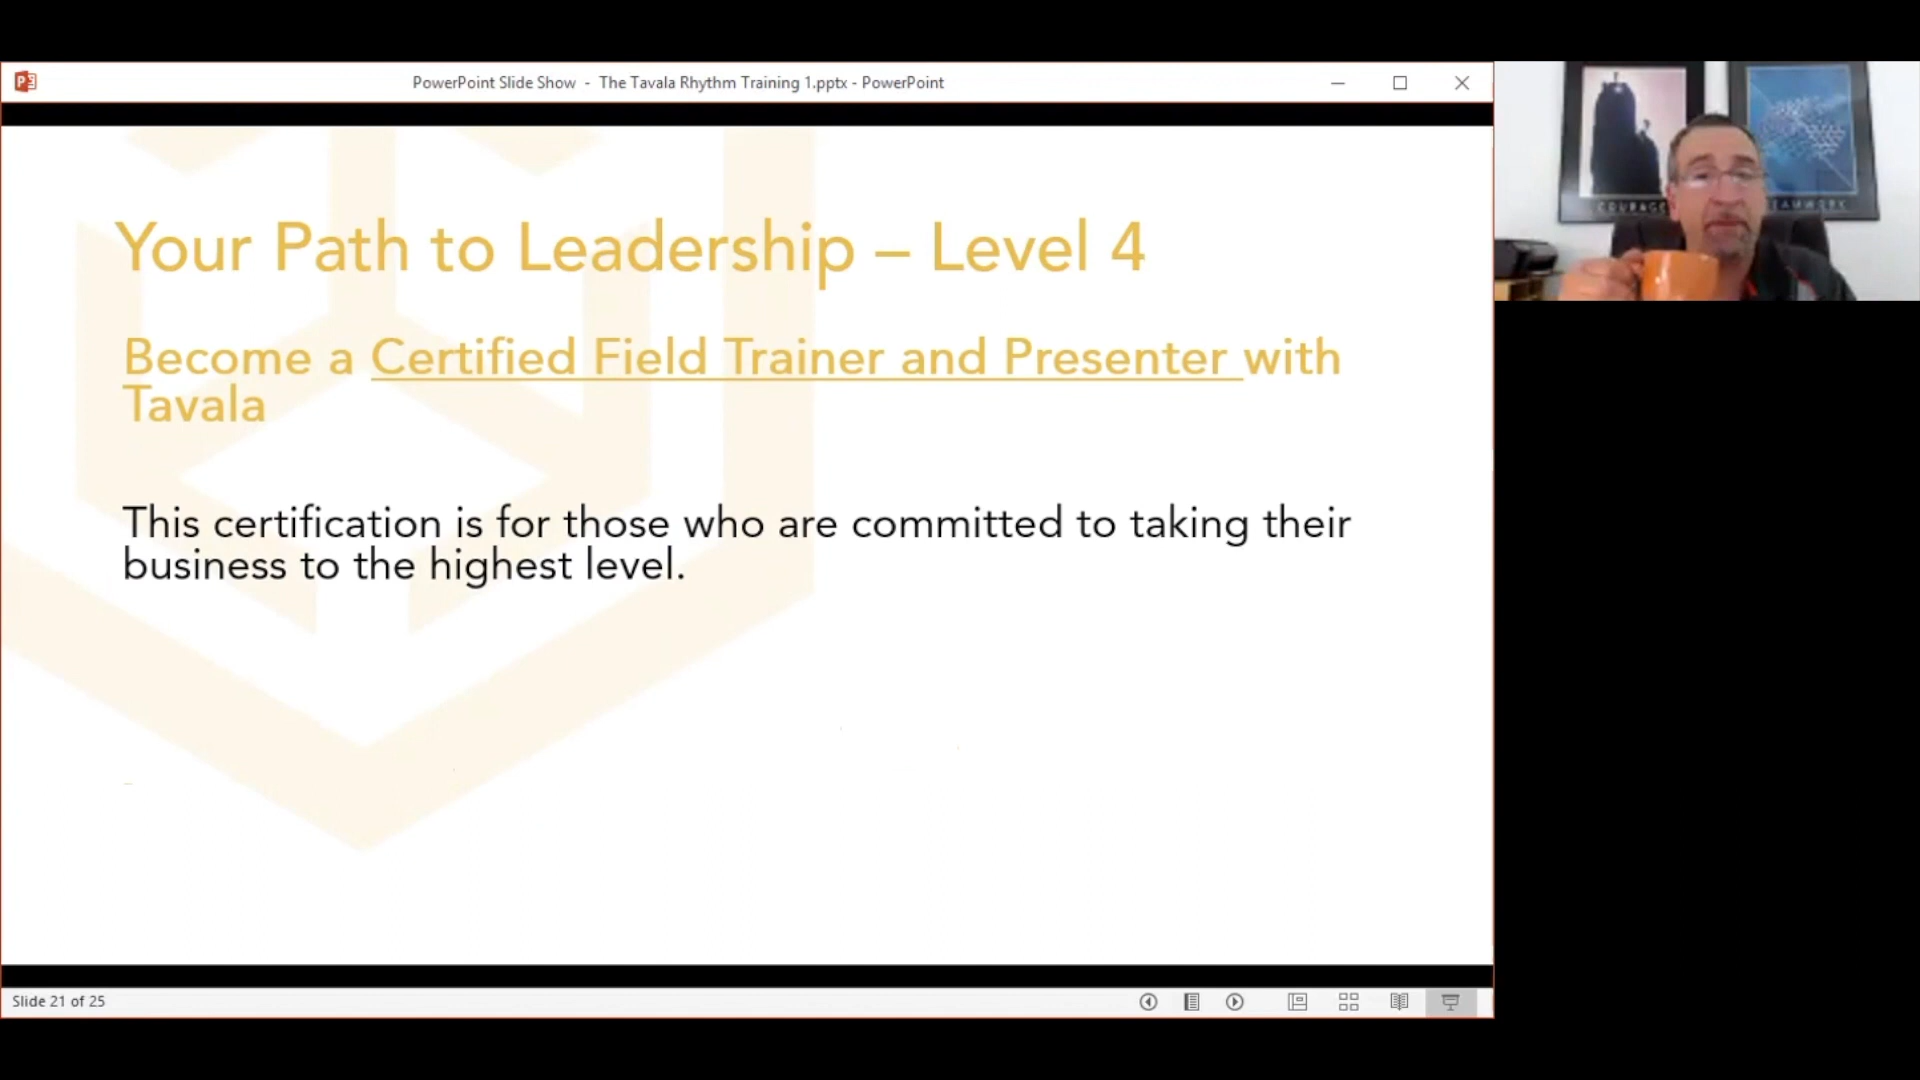 PowerPoint Slide Show - The Tavala Rhythm Training 1.pptx - PowerPoint
COURAGE
TEAMWORK
Your Path to Leadership – Level 4
Become a Certified Field Trainer and Presenter with
Tavala
This certification is for those who are committed to taking their
business to the highest level.
Slide 21 of 25